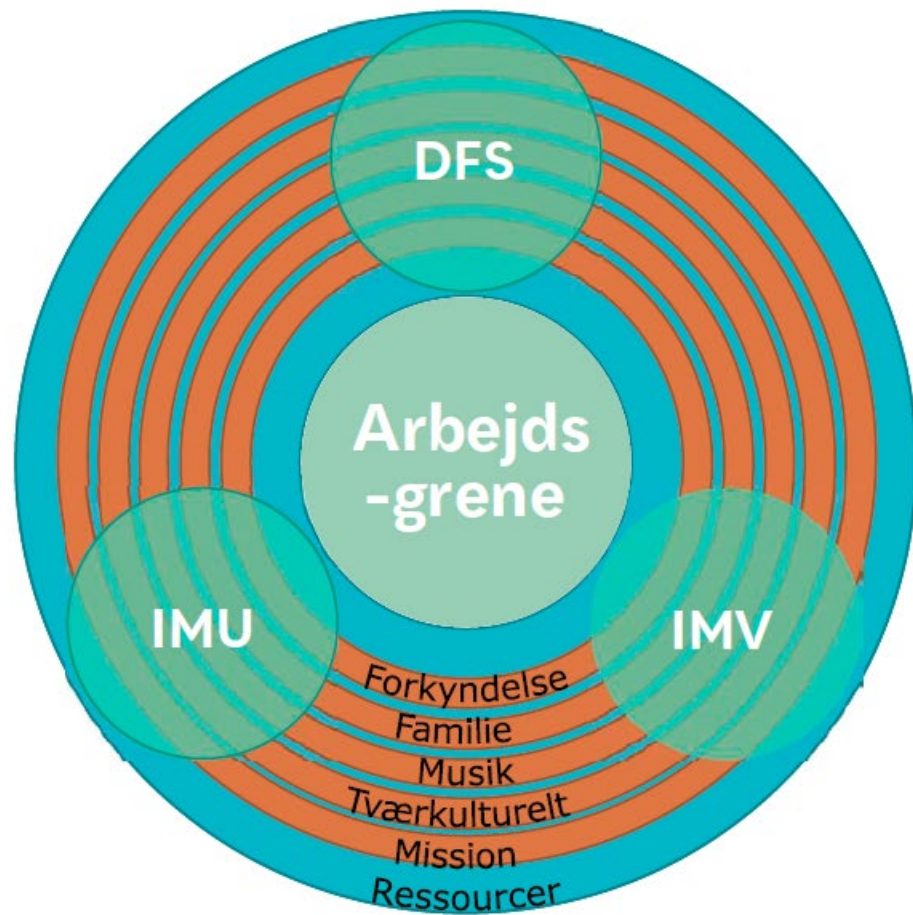 DFS
Arbejds
-grene
IMU
IMV
Forkyndelse
Familie
Musik
Tværkulturelt
Mission
Ressourcer